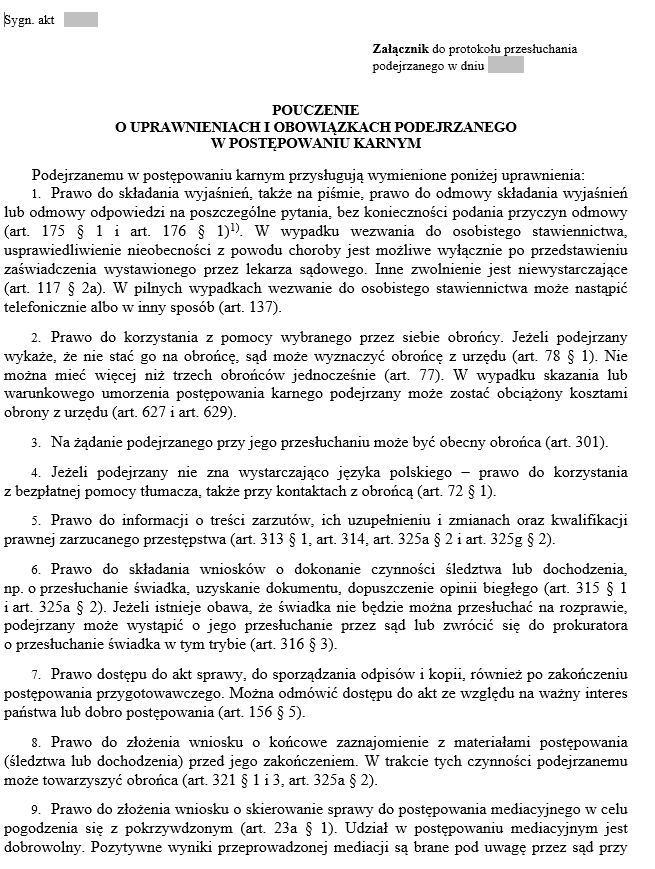 Sygn. akt
Załącznik do protokołu przesłuchania
podejrzanego w dniu
POUCZENIE
O UPRAWNIENIACH I OBOWIĄZKACH PODEJRZANEGO
W POSTĘPOWANIU KARNYM
Podejrzanemu w postępowaniu karnym przysługują wymienione poniżej uprawnienia:
1. Prawo do składania wyjaśnień, także na piśmie, prawo do odmowy składania wyjaśnień
lub odmowy odpowiedzi na poszczególne pytania, bez konieczności podania przyczyn odmowy
(art. 175 § 1 i art. 176 § 1)1). W wypadku wezwania do osobistego stawiennictwa,
usprawiedliwienie nieobecności z powodu choroby jest możliwe wyłącznie po przedstawieniu
zaświadczenia wystawionego przez lekarza sądowego. Inne zwolnienie jest niewystarczające
(art. 117 § 2a). W pilnych wypadkach wezwanie do osobistego stawiennictwa może nastąpić
telefonicznie albo w inny sposób (art. 137).
2. Prawo do korzystania z pomocy wybranego przez siebie obrońcy. Jeżeli podejrzany
wykaże, że nie stać go na obrońcę, sąd może wyznaczyć obrońcę z urzędu (art. 78 § 1). Nie
można mieć więcej niż trzech obrońców jednocześnie (art. 77). W wypadku skazania lub
warunkowego umorzenia postępowania karnego podejrzany może zostać obciążony kosztami
obrony z urzędu (art. 627 i art. 629).
3. Na żądanie podejrzanego przy jego przesłuchaniu może być obecny obrońca (art. 301).
4. Jeżeli podejrzany nie zna wystarczająco języka polskiego – prawo do korzystania
z bezpłatnej pomocy tłumacza, także przy kontaktach z obrońcą (art. 72 § 1).
5. Prawo do informacji o treści zarzutów, ich uzupełnieniu i zmianach oraz kwalifikacji
prawnej zarzucanego przestępstwa (art. 313 § 1, art. 314, art. 325a § 2 i art. 325g § 2).
6. Prawo do składania wniosków o dokonanie czynności śledztwa lub dochodzenia,
np. o przesłuchanie świadka, uzyskanie dokumentu, dopuszczenie opinii biegłego (art. 315 § 1
i art. 325a § 2). Jeżeli istnieje obawa, że świadka nie będzie można przesłuchać na rozprawie,
podejrzany może wystąpić o jego przesłuchanie przez sąd lub zwrócić się do prokuratora
o przesłuchanie świadka w tym trybie (art. 316 § 3).
7. Prawo dostępu do akt sprawy, do sporządzania odpisów i kopii, również po zakończeniu
postępowania przygotowawczego. Można odmówić dostępu do akt ze względu na ważny interes
państwa lub dobro postępowania (art. 156 § 5).
8. Prawo do złożenia wniosku o końcowe zaznajomienie z materiałami postępowania
(śledztwa lub dochodzenia) przed jego zakończeniem. W trakcie tych czynności podejrzanemu
może towarzyszyć obrońca (art. 321 § 1 i 3, art. 325a § 2).
9. Prawo do złożenia wniosku o skierowanie sprawy do postępowania mediacyjnego w celu
pogodzenia się z pokrzywdzonym (art. 23a § 1). Udział w postępowaniu mediacyjnym jest
dobrowolny. Pozytywne wyniki przeprowadzonej mediacji są brane pod uwagę przez sąd przy